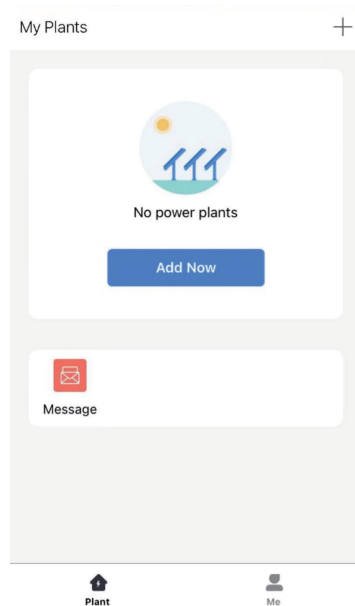 My Plants
No power plants
Add Now
Message
Plant
Me